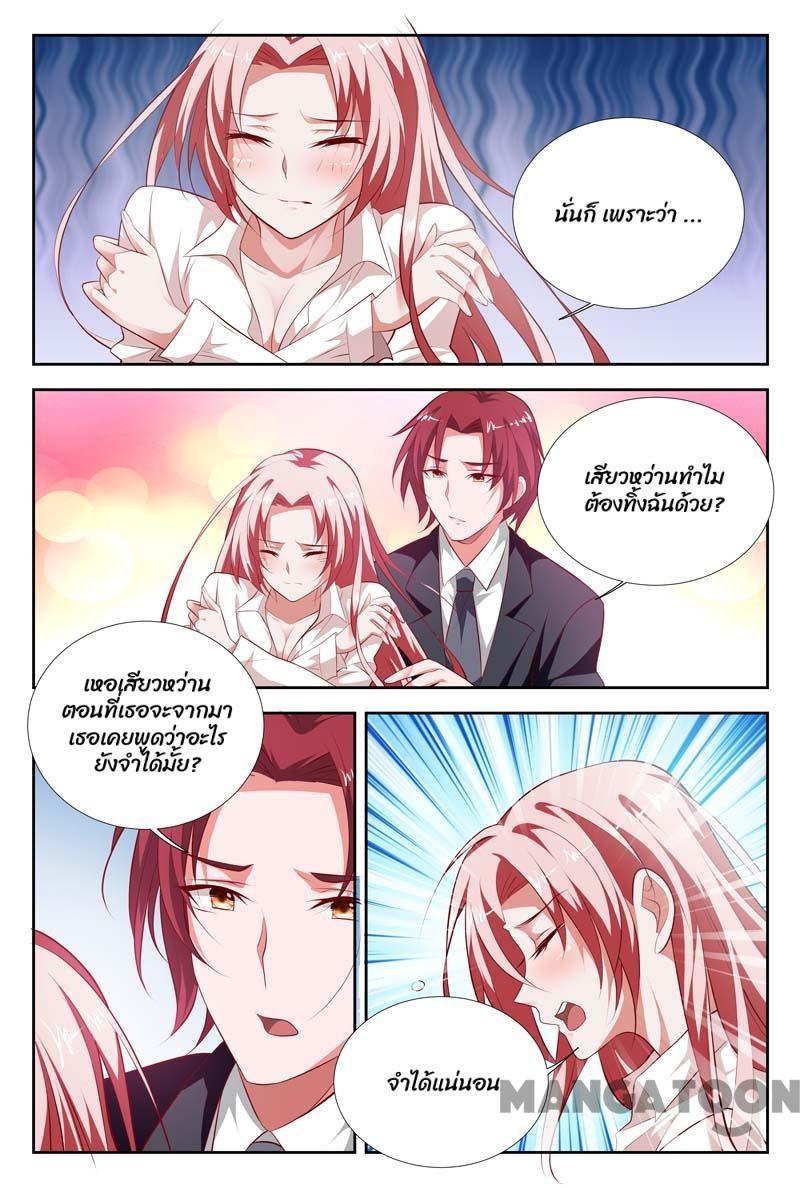 นั่นก็ เพราะว่า ...
เสียวหว่านทำไม
ต้องทิ้งฉันด้วย?
เหอเสียวหว่าน
ตอนที่เธอจะจากมา
เธอเคยพูดว่าอะไร
ยังจำได้มั้ย?
จำได้แน่นอน
MANGATOON